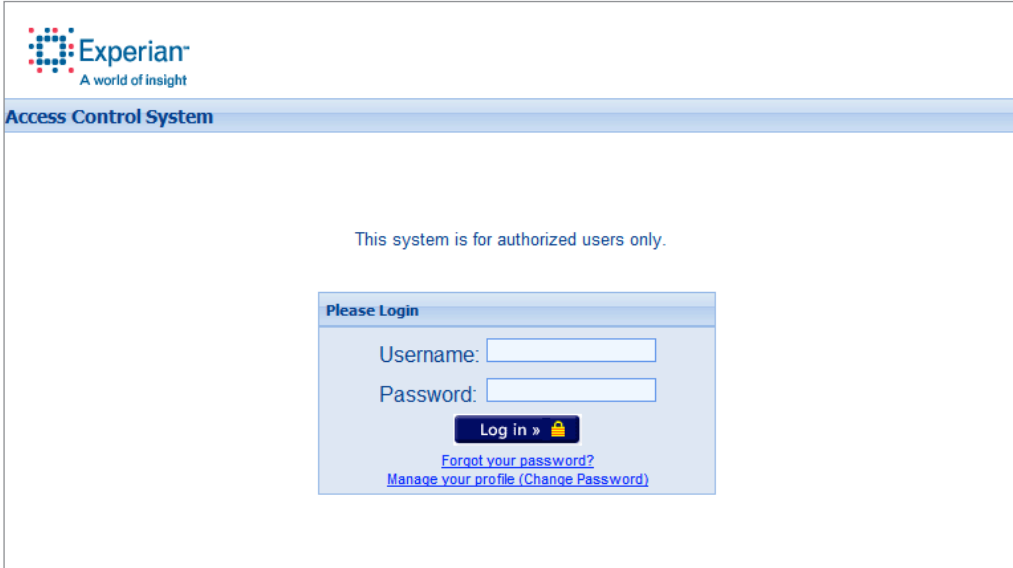 Experian™
A world of insight
Access Control System
This system is for authorized users only.
Please Login
Username:
Password:
Log in »
Forgot your password?
Manage your profile (Change Password)